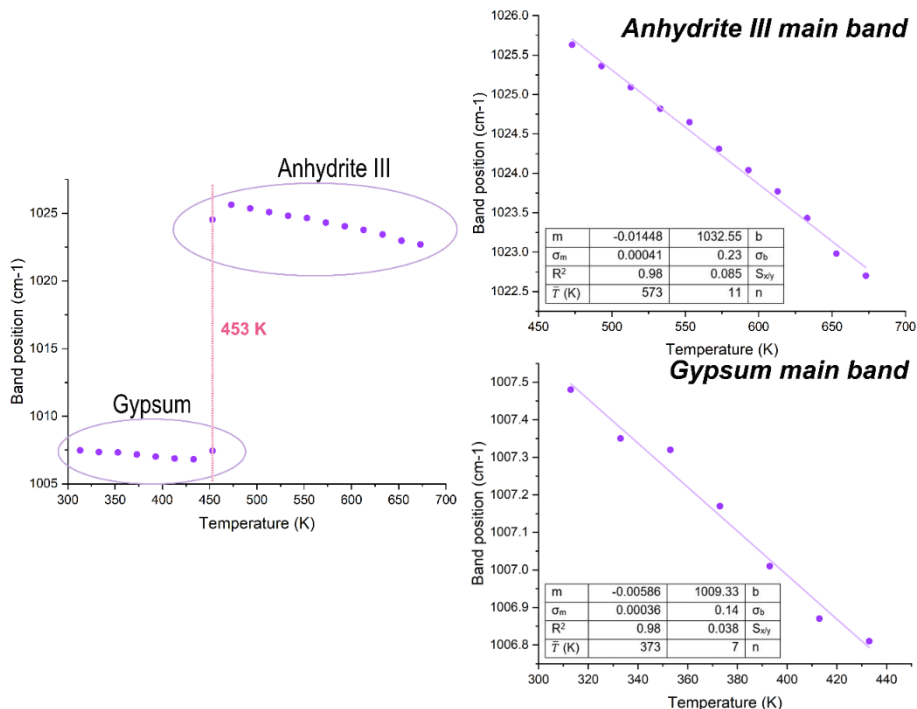 Anhydrite III
Band position (cm-1)
1025
1020
1015
1010
1005
453 K
Gypsum
300 350 400 450 500 550 600 650 700
Temperature (K)
Anhydrite III main band
Band position (cm-1)
1026.0
1025.5
1025.0
1024.5
1024.0
1023.5
1023.0
1022.5
m -0.01448 1032.55 b
σm 0.00041 0.23 σb
R² 0.98 0.085 Sx/y
T̅ (K) 573 11 n
450 500 550 600 650 700
Temperature (K)
Gypsum main band
Band position (cm-1)
1007.5
1007.4
1007.3
1007.2
1007.1
1007.0
1006.9
1006.8
m -0.00586 1009.33 b
σm 0.00036 0.14 σb
R² 0.98 0.038 Sx/y
T̅ (K) 373 7 n
300 320 340 360 380 400 420 440
Temperature (K)